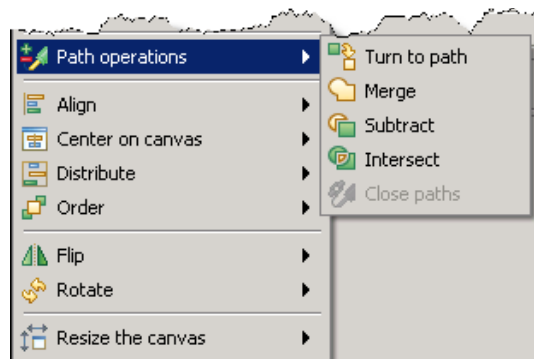 Path operations
Align
Center on canvas
Distribute
Order
Flip
Rotate
Resize the canvas
Turn to path
Merge
Subtract
Intersect
Close paths